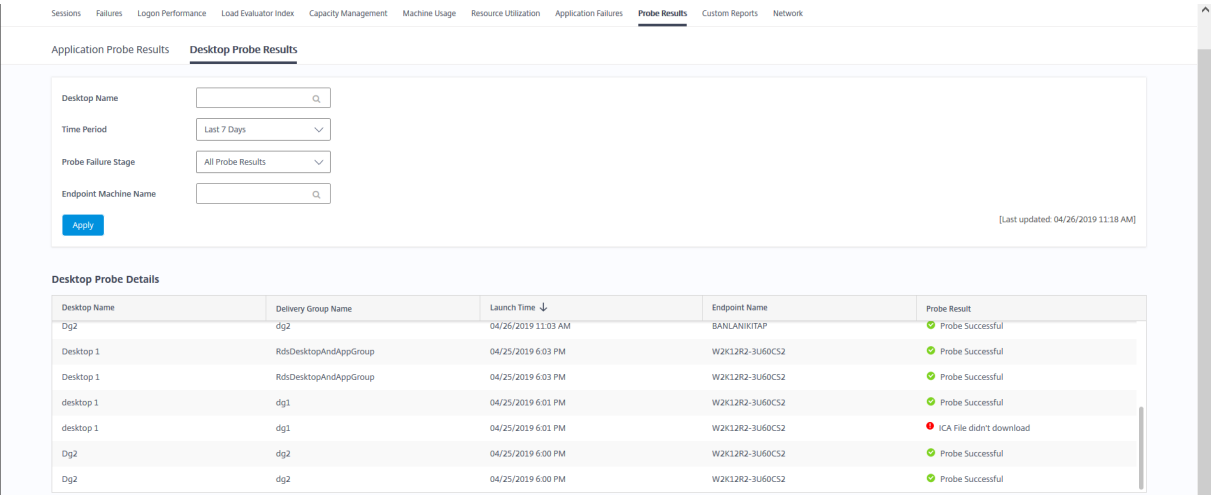 Sessions Failures Logon Performance Load Evaluator Index Capacity Management Machine Usage Resource Utilization Application Failures Probe Results Custom Reports Network
Application Probe Results Desktop Probe Results
Desktop Name
Time Period Last 7 Days
Probe Failure Stage All Probe Results
Endpoint Machine Name
Apply [Last updated: 04/26/2019 11:18 AM]
Desktop Probe Details
Desktop Name Delivery Group Name Launch Time Endpoint Name Probe Result
Dg2 dg2 04/26/2019 11:03 AM BANLANIKITAP Probe Successful
Desktop 1 RdsDesktopAndAppGroup 04/25/2019 6:03 PM W2K12R2-3U60CS2 Probe Successful
Desktop 1 RdsDesktopAndAppGroup 04/25/2019 6:03 PM W2K12R2-3U60CS2 Probe Successful
desktop 1 dg1 04/25/2019 6:01 PM W2K12R2-3U60CS2 Probe Successful
desktop 1 dg1 04/25/2019 6:01 PM W2K12R2-3U60CS2 ICA File didn't download
Dg2 dg2 04/25/2019 6:00 PM W2K12R2-3U60CS2 Probe Successful
Dg2 dg2 04/25/2019 6:00 PM W2K12R2-3U60CS2 Probe Successful